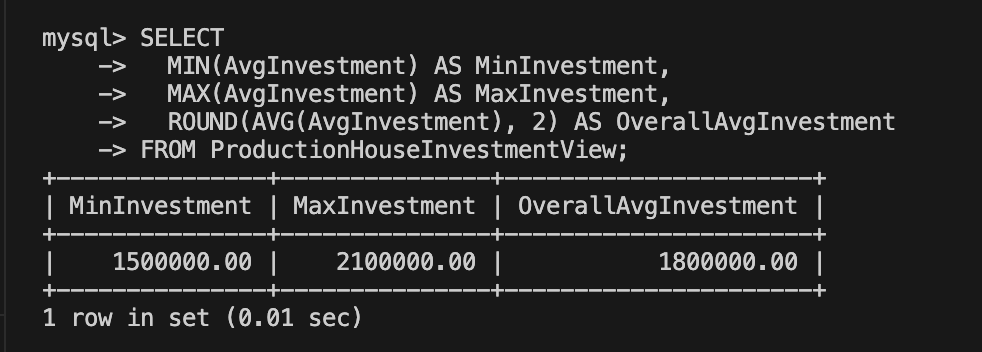 mysql> SELECT
    ->   MIN(AvgInvestment) AS MinInvestment,
    ->   MAX(AvgInvestment) AS MaxInvestment,
    ->   ROUND(AVG(AvgInvestment), 2) AS OverallAvgInvestment
    -> FROM ProductionHouseInvestmentView;
+---------------+---------------+----------------------+
| MinInvestment | MaxInvestment | OverallAvgInvestment |
+---------------+---------------+----------------------+
|    1500000.00 |    2100000.00 |           1800000.00 |
+---------------+---------------+----------------------+
1 row in set (0.01 sec)